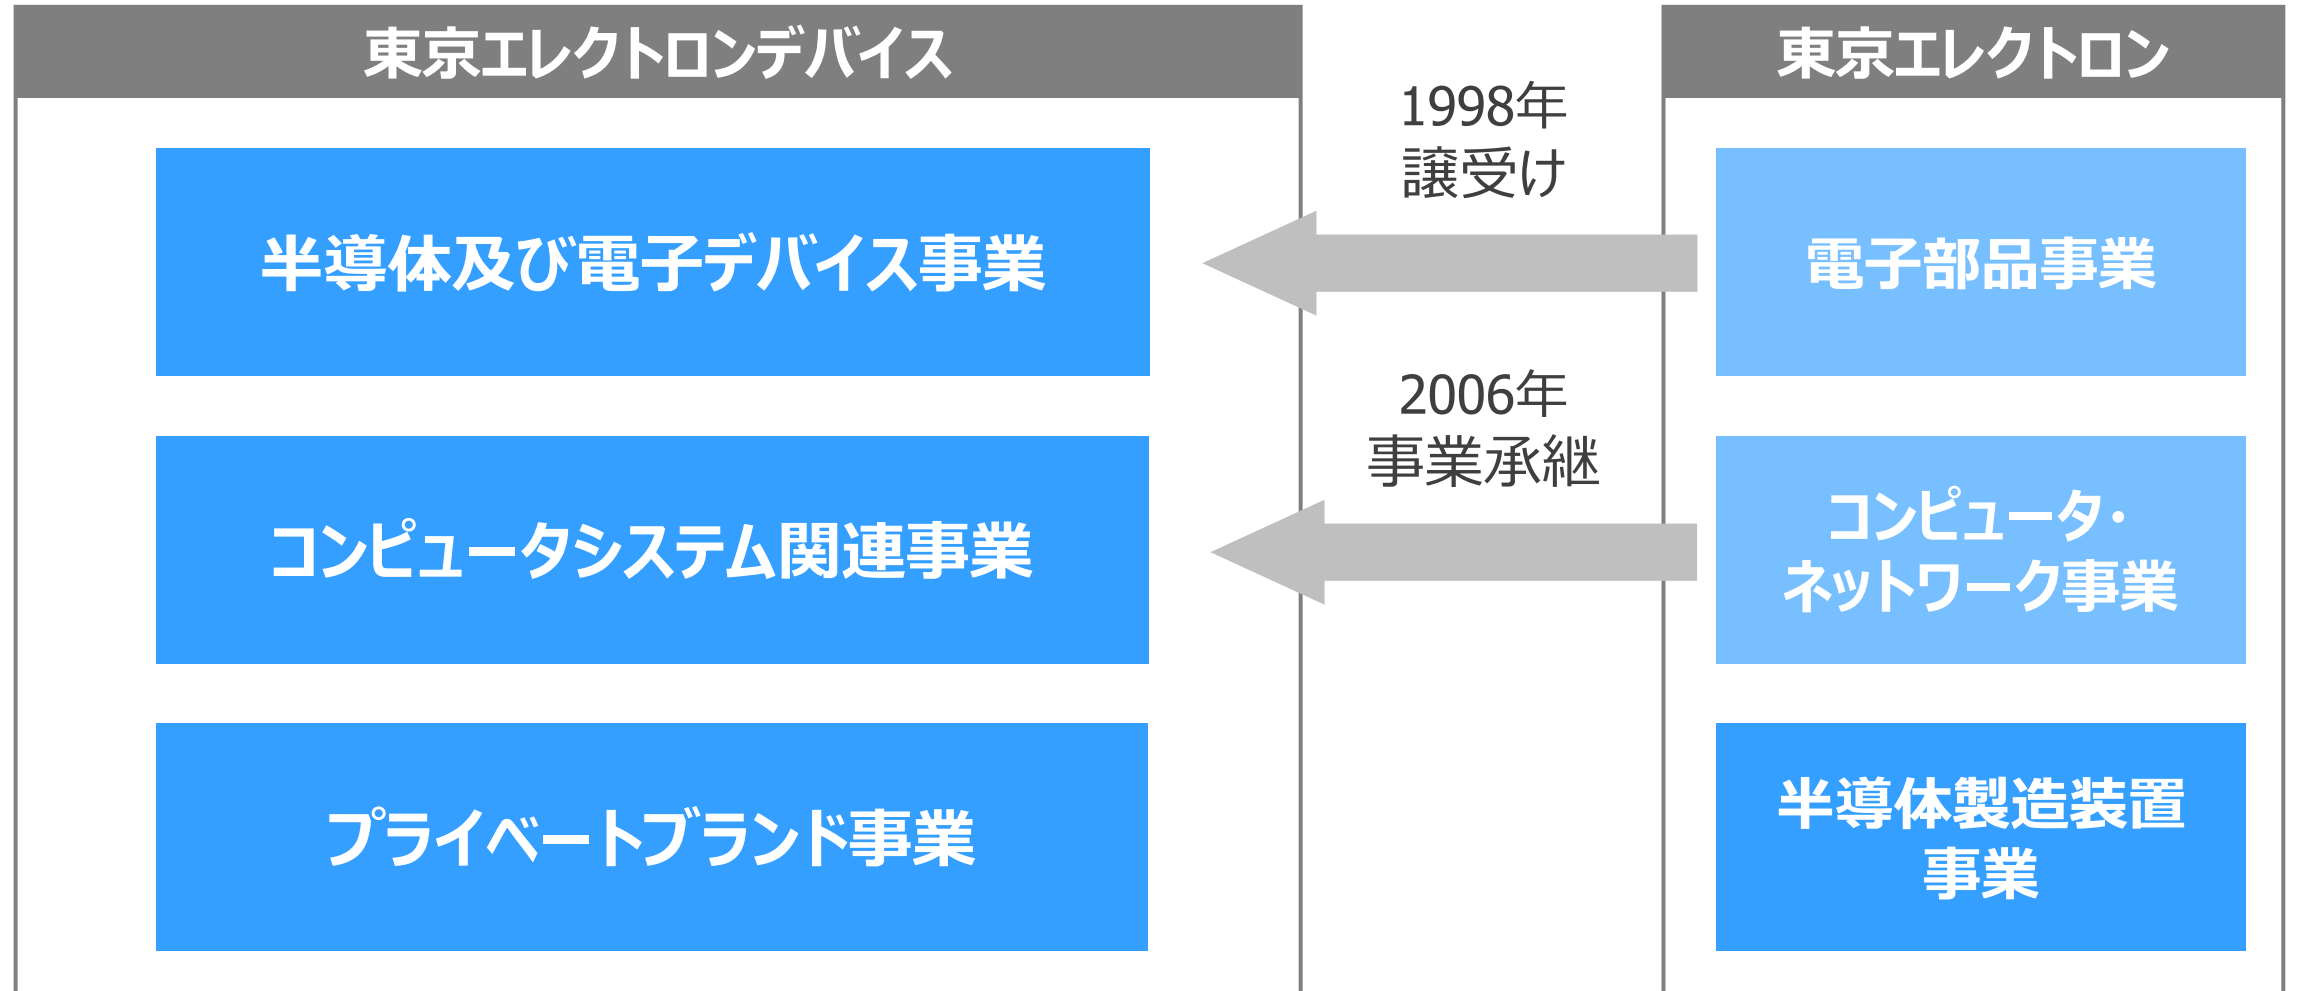 東京エレクトロンデバイス
半導体及び電子デバイス事業
コンピュータシステム関連事業
プライベートブランド事業
1998年
譲受け
2006年
事業承継
東京エレクトロン
電子部品事業
コンピュータ・
ネットワーク事業
半導体製造装置
事業